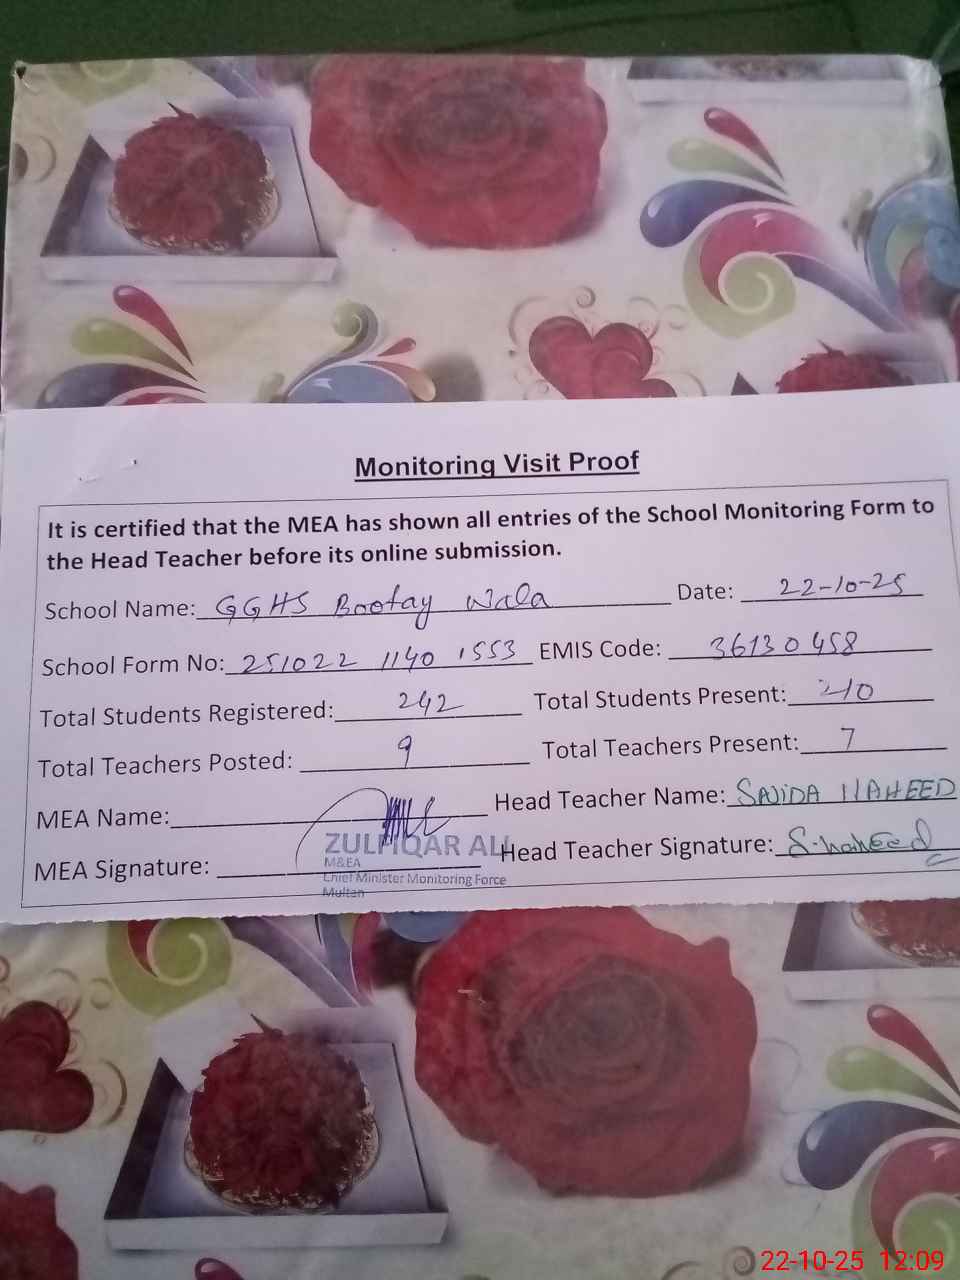 Monitoring Visit Proof
It is certified that the MEA has shown all entries of the School Monitoring Form to
the Head Teacher before its online submission.
School Name: GGHS Bootay Wala Date: 22-10-25
School Form No: 251022 1140 1553 EMIS Code: 36130458
Total Students Registered: 242 Total Students Present: 210
Total Teachers Posted: 9 Total Teachers Present: 7
MEA Name: Head Teacher Name: SAJIDA NAHEED
ZULFIQAR ALI
MEA Signature: Head Teacher Signature: S.naheed
M&EA
Chief Minister Monitoring Force
Multan
22-10-25 12:09